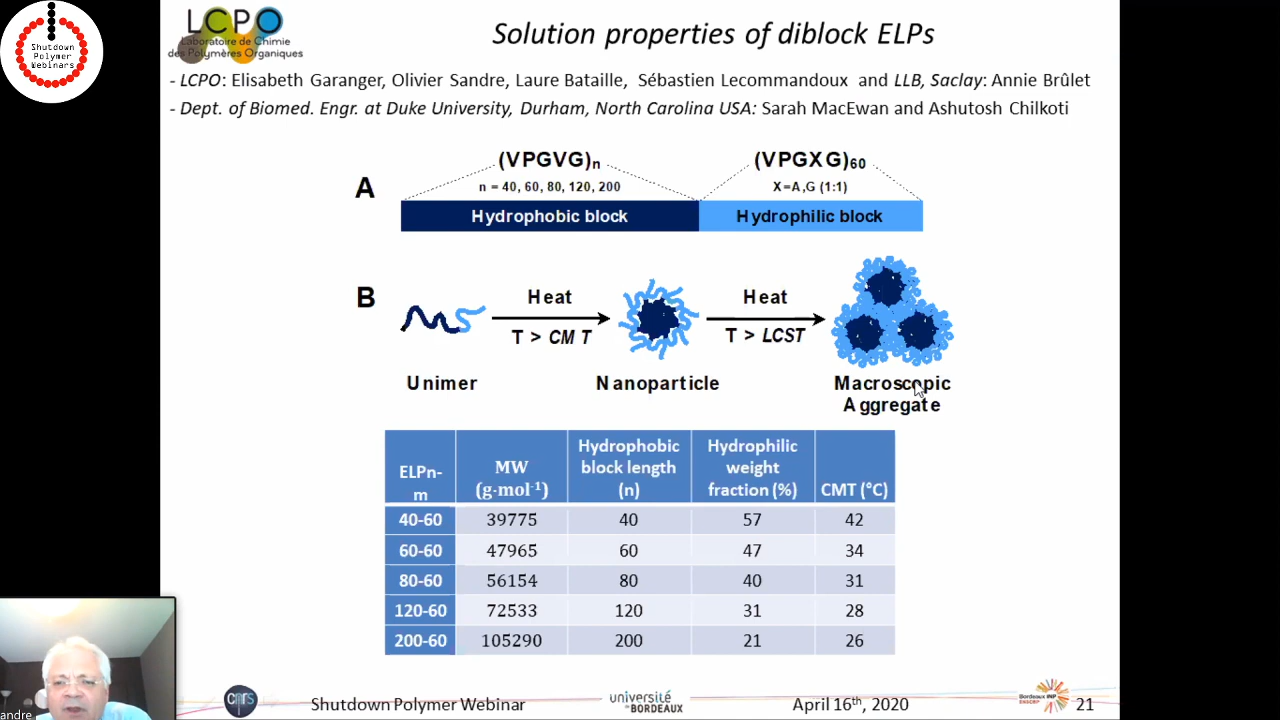 Shutdown
Polymer
Webinars
LCPO
Laboratoire de Chimie
des Polymères Organiques
Solution properties of diblock ELPs
- LCPO: Elisabeth Garanger, Olivier Sandre, Laure Bataille, Sébastien Lecommandoux and LLB, Saclay: Annie Brûlet
- Dept. of Biomed. Engr. at Duke University, Durham, North Carolina USA: Sarah MacEwan and Ashutosh Chilkoti
A
(VPGVG)n
(VPGXG)60
n = 40, 60, 80, 120, 200
X=A,G (1:1)
Hydrophobic block
Hydrophilic block
B
Heat
T > CMT
Heat
T > LCST
Unimer
Nanoparticle
Macroscopic
Aggregate
ELPn-m
MW (g·mol-1)
Hydrophobic block length (n)
Hydrophilic weight fraction (%)
CMT (°C)
40-60 39775 40 57 42
60-60 47965 60 47 34
80-60 56154 80 40 31
120-60 72533 120 31 28
200-60 105290 200 21 26
andre
cnrs
Shutdown Polymer Webinar
université
de BORDEAUX
April 16th, 2020
Bordeaux INP
ENSCBP
21